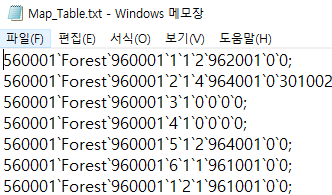 Map_Table.txt - Windows 메모장
파일(F) 편집(E) 서식(O) 보기(V) 도움말(H)
560001`Forest`960001`1`1`2`962001`0`0;
560001`Forest`960001`2`1`4`964001`0`301002
560001`Forest`960001`3`1`0`0`0`0;
560001`Forest`960001`4`1`0`0`0`0;
560001`Forest`960001`5`1`2`964001`0`0;
560001`Forest`960001`6`1`1`961001`0`0;
560001`Forest`960001`1`2`1`961001`0`0;